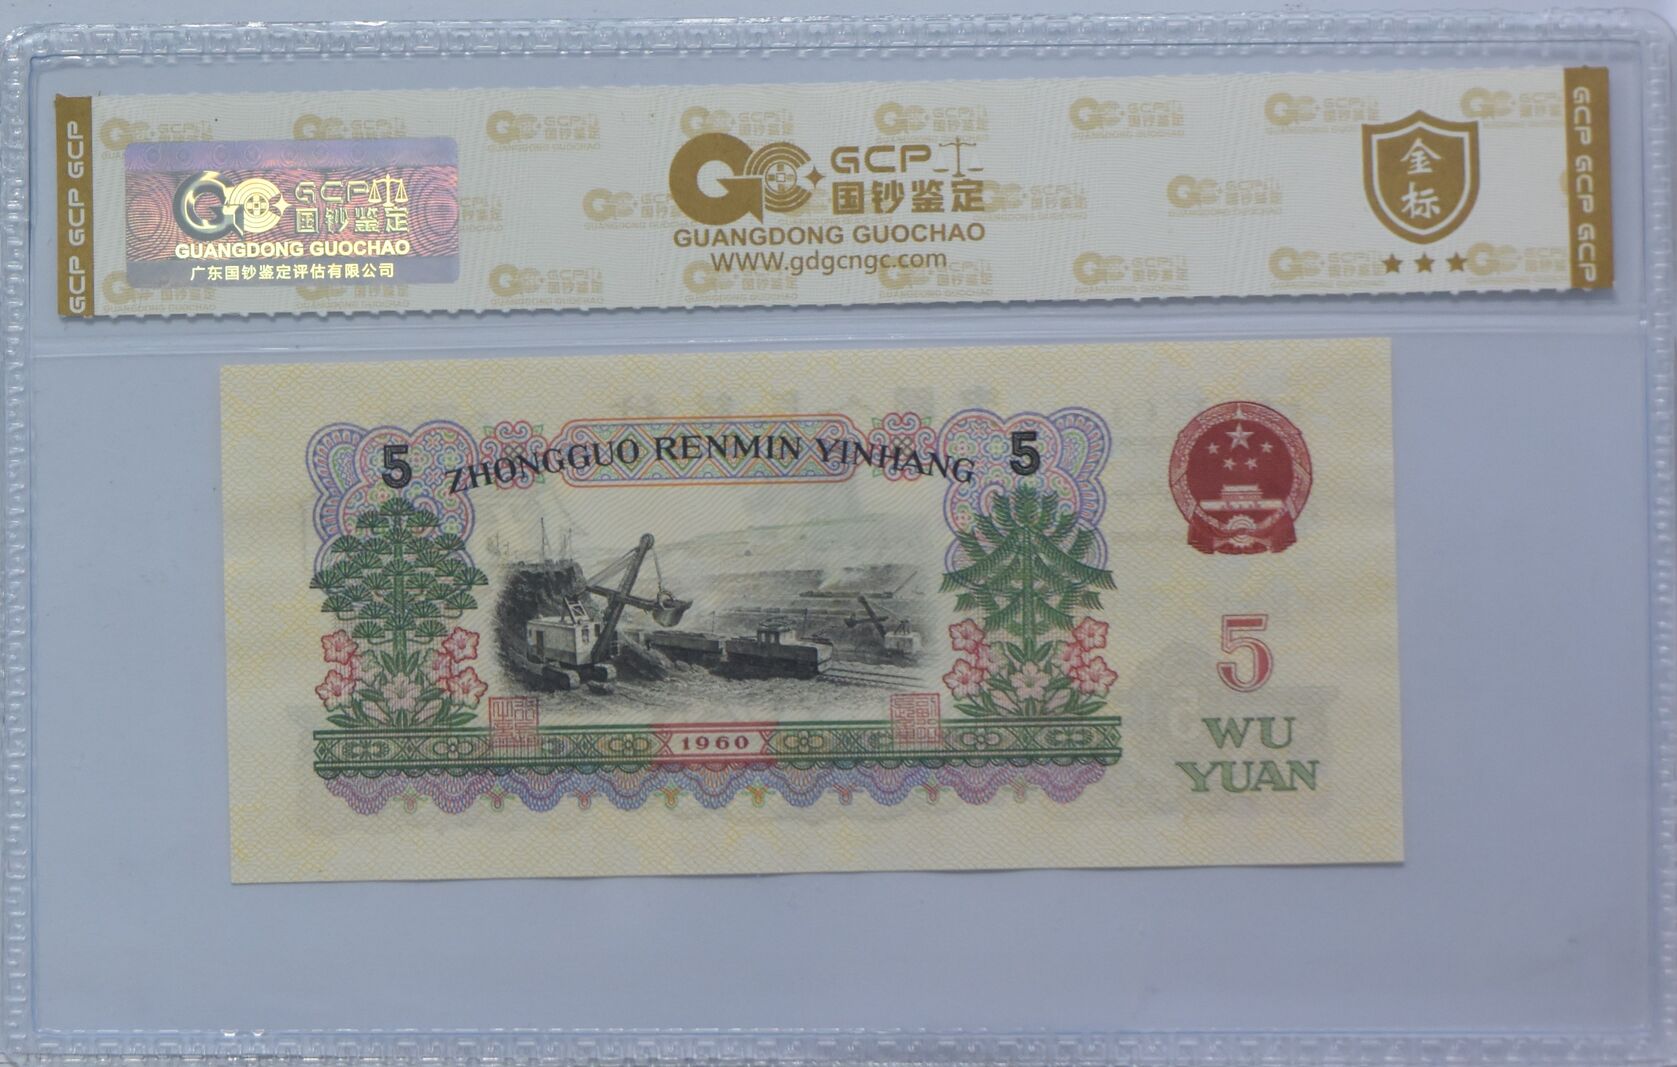 GCP GCP GCP
GCP
国钞鉴定
GUANGDONG GUOCHAO
广东国钞鉴定评估有限公司
GCP
国钞鉴定
GUANGDONG GUOCHAO
WWW.gdgcngc.com
金
标
GCP GCP GCP
5 ZHONGGUO RENMIN YINHANG 5
5
WU
YUAN
1960